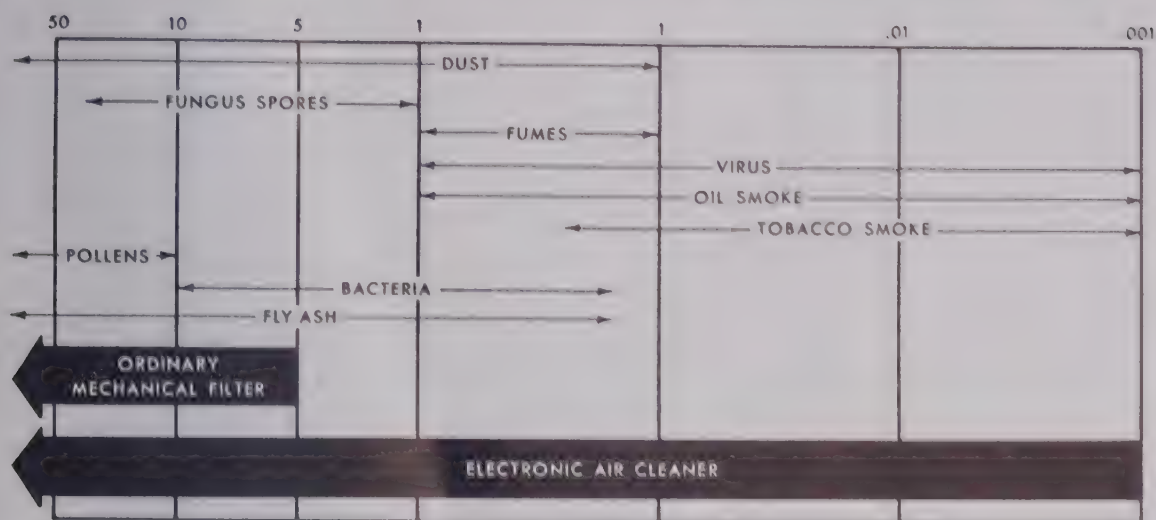 50 10 5 1 1 .01 .001
DUST
FUNGUS SPORES
FUMES
VIRUS
OIL SMOKE
TOBACCO SMOKE
POLLENS
BACTERIA
FLY ASH
ORDINARY
MECHANICAL FILTER
ELECTRONIC AIR CLEANER